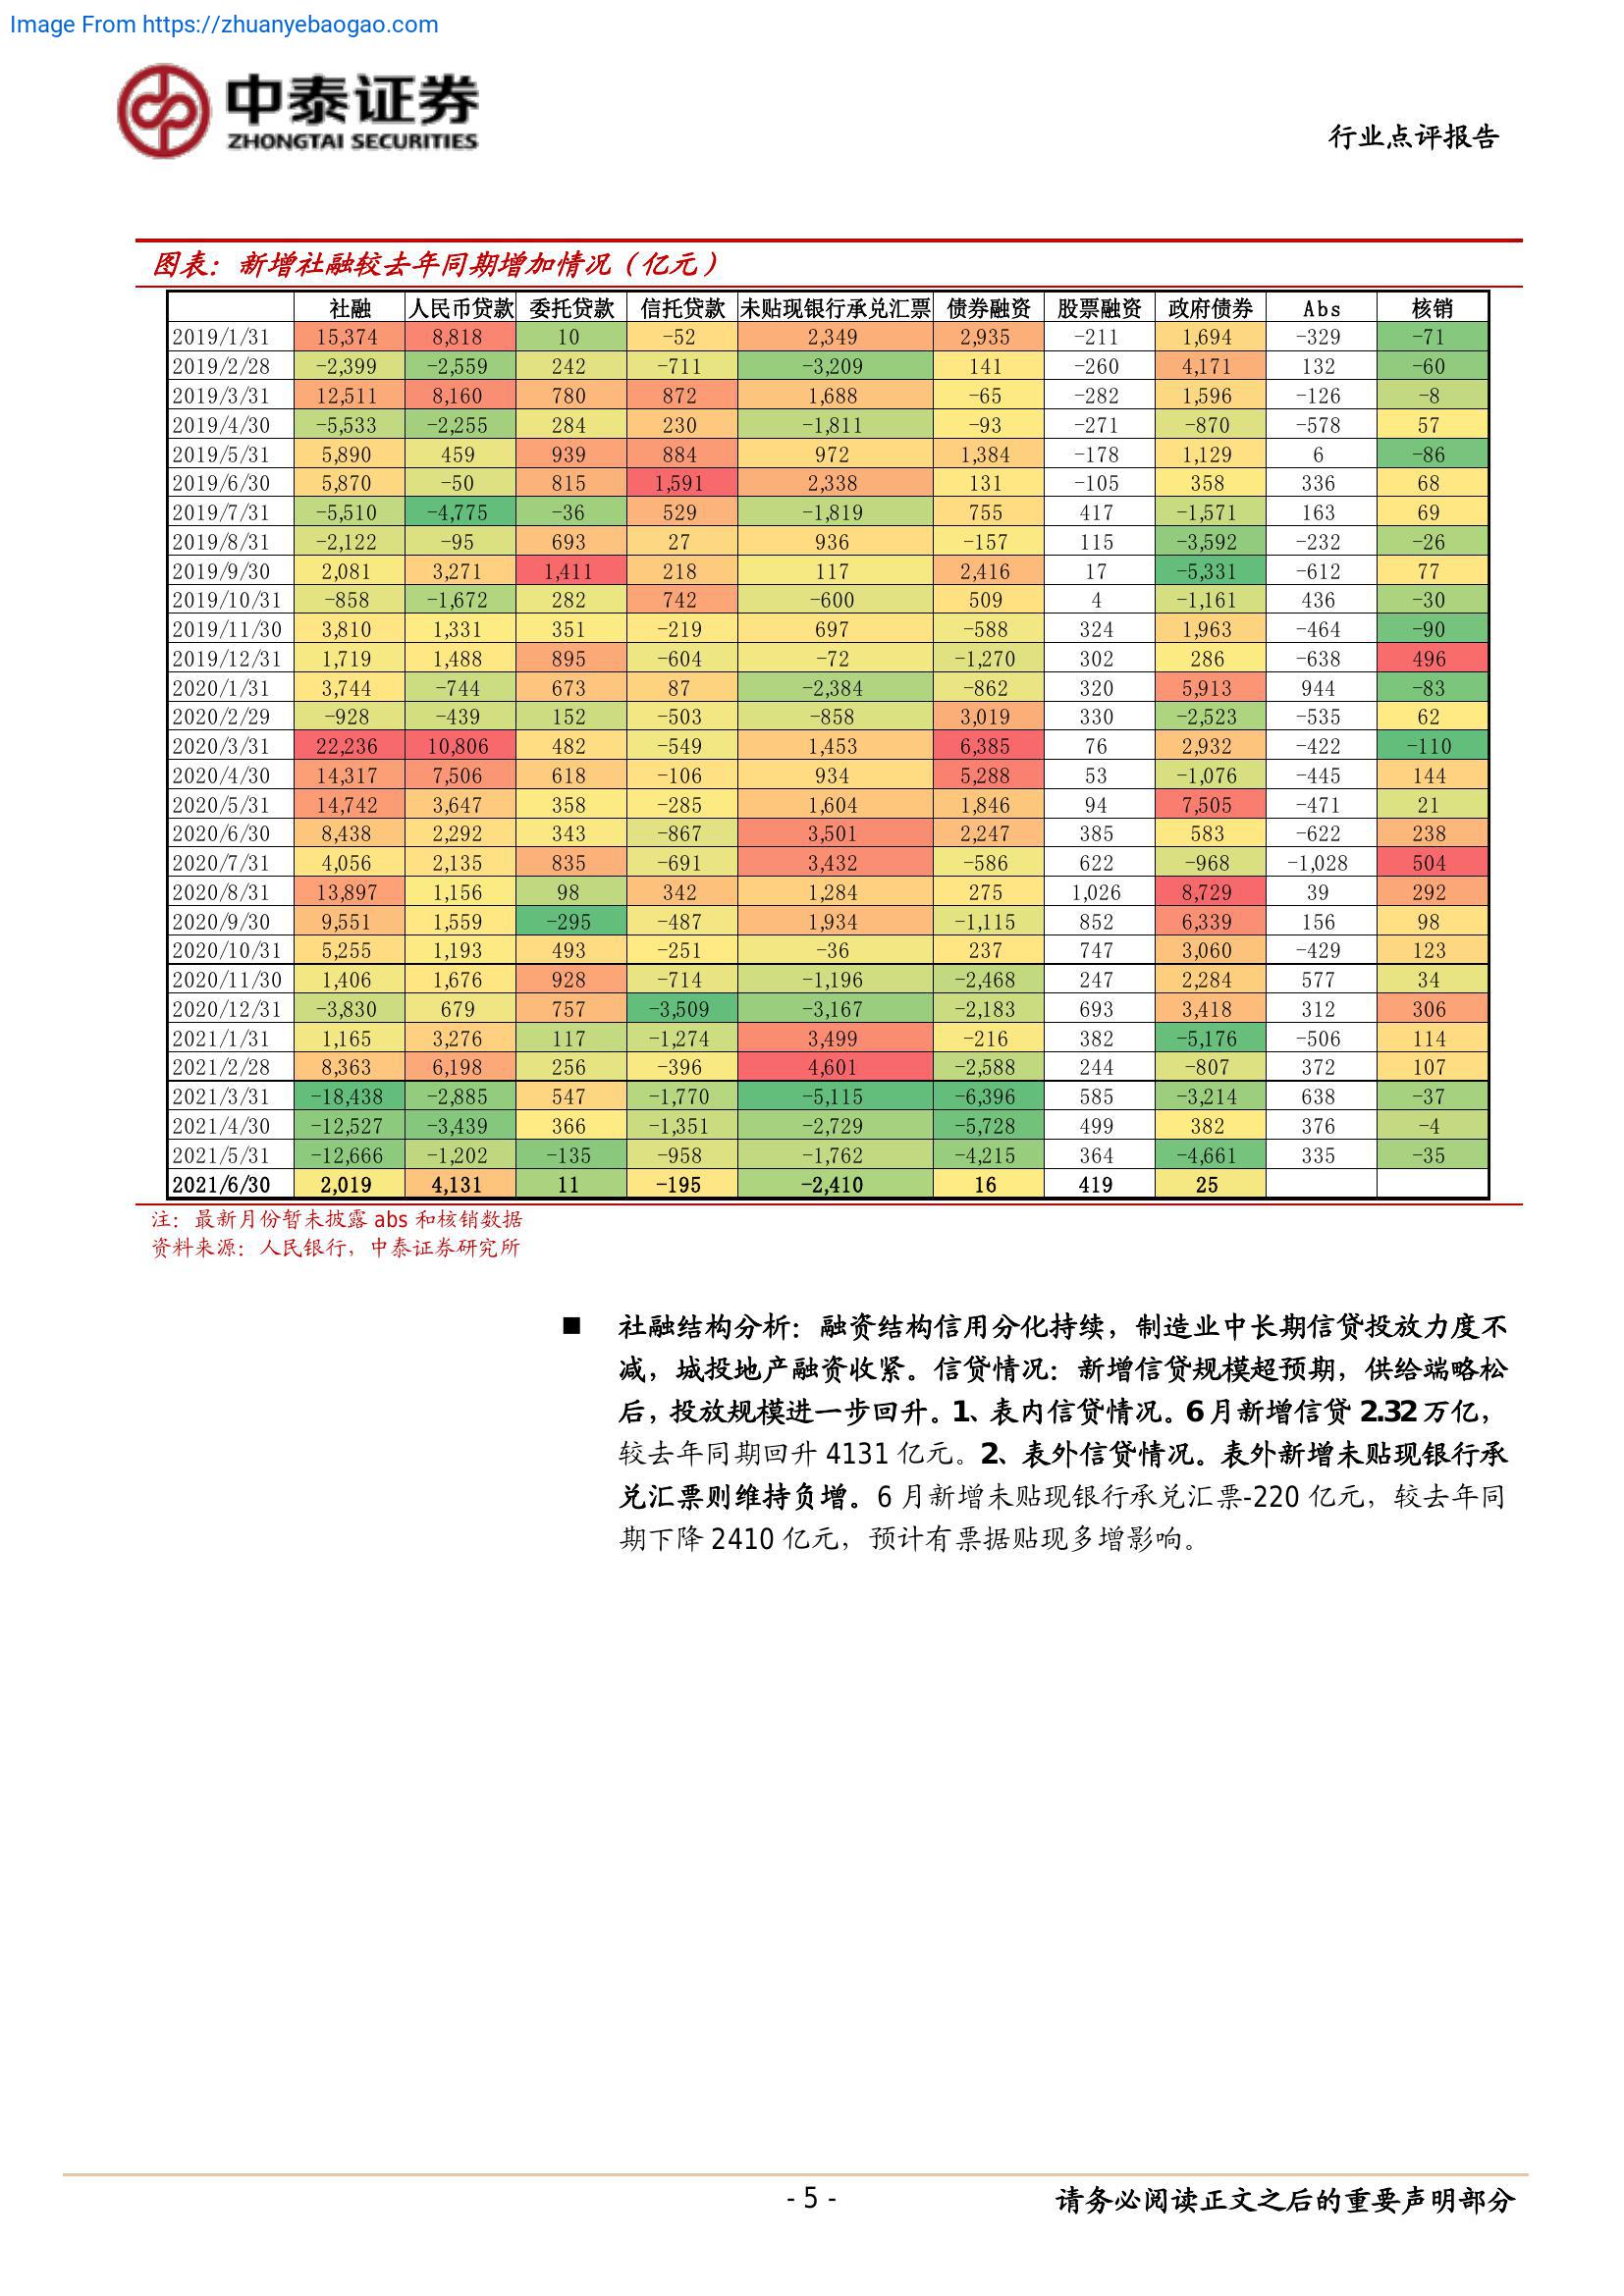 Image From https://zhuanyebaogao.com
中泰证券
ZHONGTAI SECURITIES
行业点评报告
图表：新增社融较去年同期增加情况（亿元）
社融 人民币贷款 委托贷款 信托贷款 未贴现银行承兑汇票 债券融资 股票融资 政府债券 Abs 核销
2019/1/31 15,374 8,818 10 -52 2,349 2,935 -211 1,694 -329 -71
2019/2/28 -2,399 -2,559 242 -711 -3,209 141 -260 4,171 132 -60
2019/3/31 12,511 8,160 780 872 1,688 -65 -282 1,596 -126 -8
2019/4/30 -5,533 -2,255 284 230 -1,811 -93 -271 -870 -578 57
2019/5/31 5,890 459 939 884 972 1,384 -178 1,129 6 -86
2019/6/30 5,870 -50 815 1,591 2,338 131 -105 358 336 68
2019/7/31 -5,510 -4,775 -36 529 -1,819 755 417 -1,571 163 69
2019/8/31 -2,122 -95 693 27 936 -157 115 -3,592 -232 -26
2019/9/30 2,081 3,271 1,411 218 117 2,416 17 -5,331 -612 77
2019/10/31 -858 -1,672 282 742 -600 509 4 -1,161 436 -30
2019/11/30 3,810 1,331 351 -219 697 -588 324 1,963 -464 -90
2019/12/31 1,719 1,488 895 -604 -72 -1,270 302 286 -638 496
2020/1/31 3,744 -744 673 87 -2,384 -862 320 5,913 944 -83
2020/2/29 -928 -439 152 -503 -858 3,019 330 -2,523 -535 62
2020/3/31 22,236 10,806 482 -549 1,453 6,385 76 2,932 -422 -110
2020/4/30 14,317 7,506 618 -106 934 5,288 53 -1,076 -445 144
2020/5/31 14,742 3,647 358 -285 1,604 1,846 94 7,505 -471 21
2020/6/30 8,438 2,292 343 -867 3,501 2,247 385 583 -622 238
2020/7/31 4,056 2,135 835 -691 3,432 -586 622 -968 -1,028 504
2020/8/31 13,897 1,156 98 342 1,284 275 1,026 8,729 39 292
2020/9/30 9,551 1,559 -295 -487 1,934 -1,115 852 6,339 156 98
2020/10/31 5,255 1,193 493 -251 -36 237 747 3,060 -429 123
2020/11/30 1,406 1,676 928 -714 -1,196 -2,468 247 2,284 577 34
2020/12/31 -3,830 679 757 -3,509 -3,167 -2,183 693 3,418 312 306
2021/1/31 1,165 3,276 117 -1,274 3,499 -216 382 -5,176 -506 114
2021/2/28 8,363 6,198 256 -396 4,601 -2,588 244 -807 372 107
2021/3/31 -18,438 -2,885 547 -1,770 -5,115 -6,396 585 -3,214 638 -37
2021/4/30 -12,527 -3,439 366 -1,351 -2,729 -5,728 499 382 376 -4
2021/5/31 -12,666 -1,202 -135 -958 -1,762 -4,215 364 -4,661 335 -35
2021/6/30 2,019 4,131 11 -195 -2,410 16 419 25
注：最新月份暂未披露 abs 和核销数据
资料来源：人民银行，中泰证券研究所
■ 社融结构分析：融资结构信用分化持续，制造业中长期信贷投放力度不
减，城投地产融资收紧。信贷情况：新增信贷规模超预期，供给端略松
后，投放规模进一步回升。1、表内信贷情况。6 月新增信贷 2.32 万亿，
较去年同期回升 4131 亿元。2、表外信贷情况。表外新增未贴现银行承
兑汇票则维持负增。6 月新增未贴现银行承兑汇票-220 亿元，较去年同
期下降 2410 亿元，预计有票据贴现多增影响。
- 5 -
请务必阅读正文之后的重要声明部分